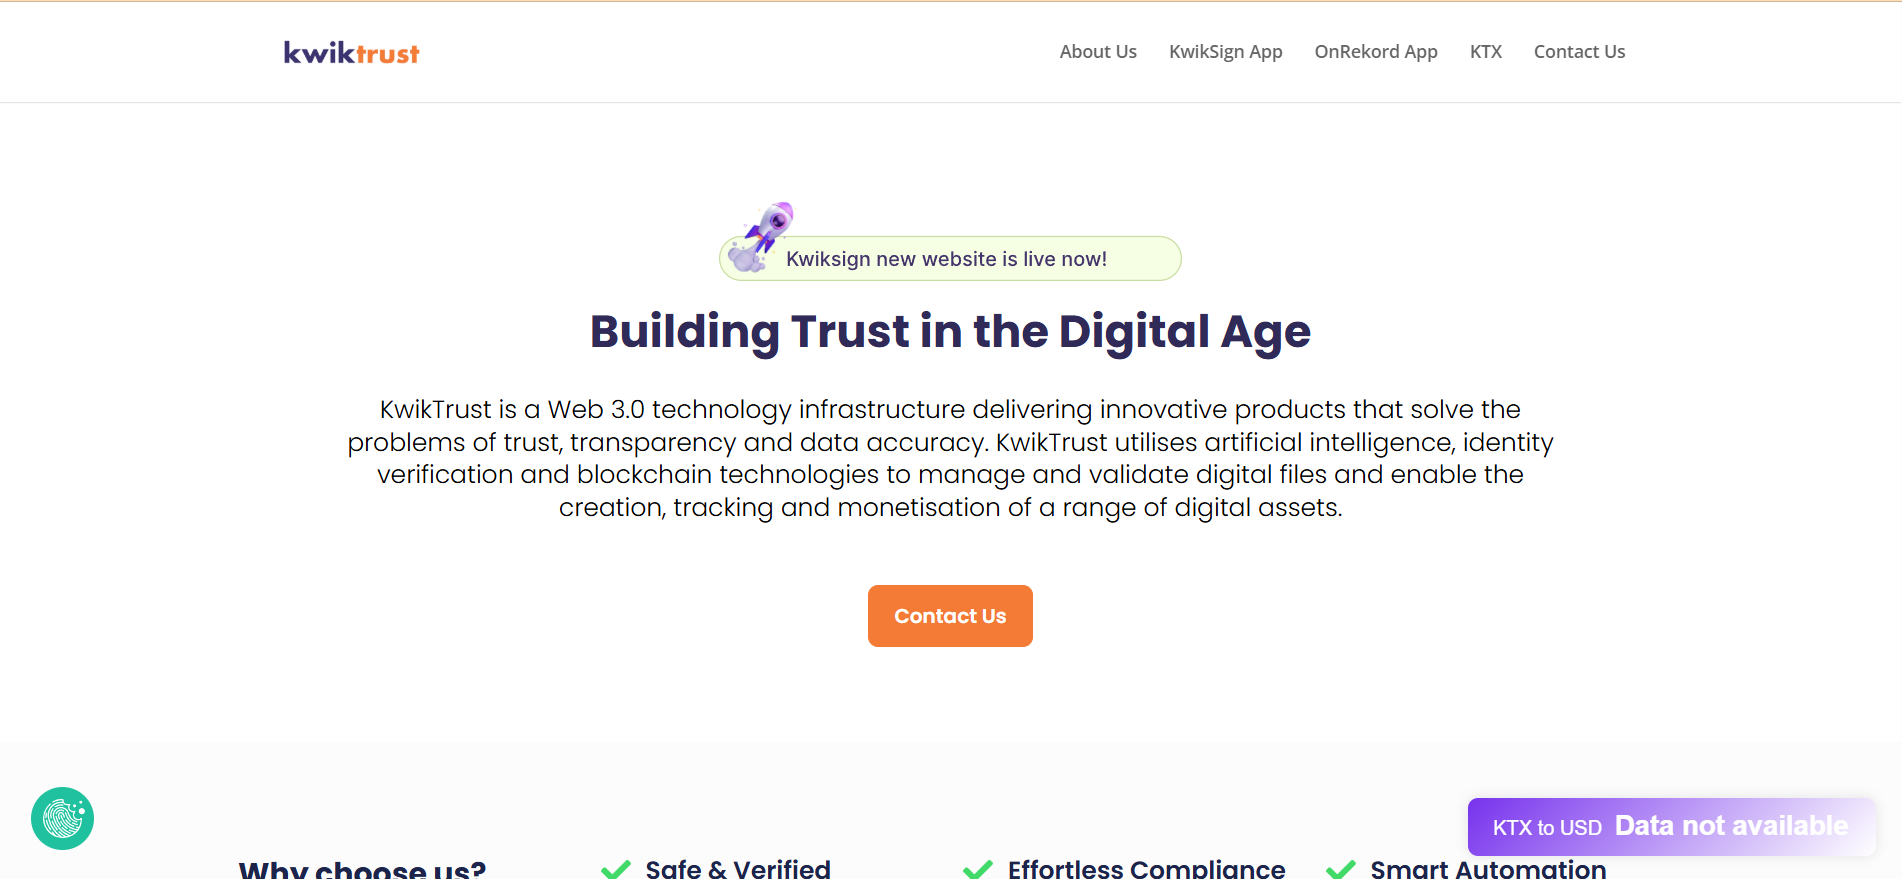 kwiktrust
About Us
KwikSign App
OnRekord App
KTX
Contact Us
Kwiksign new website is live now!
Building Trust in the Digital Age
KwikTrust is a Web 3.0 technology infrastructure delivering innovative products that solve the
problems of trust, transparency and data accuracy. KwikTrust utilises artificial intelligence, identity
verification and blockchain technologies to manage and validate digital files and enable the
creation, tracking and monetisation of a range of digital assets.
Contact Us
KTX to USD Data not available
Why choose us?
Safe & Verified
Effortless Compliance
Smart Automation